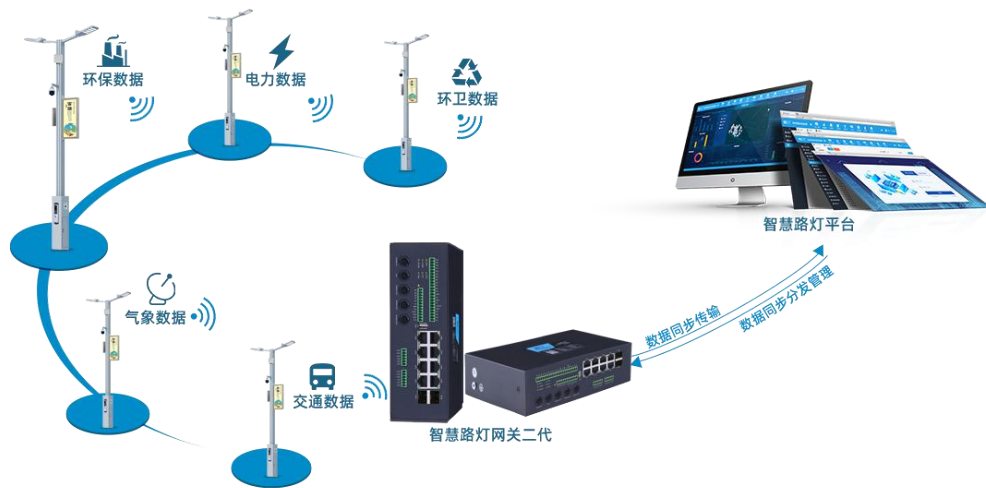 环保数据
电力数据
环卫数据
智慧路灯平台
气象数据
数据同步传输
数据同步分发管理
交通数据
智慧路灯网关二代